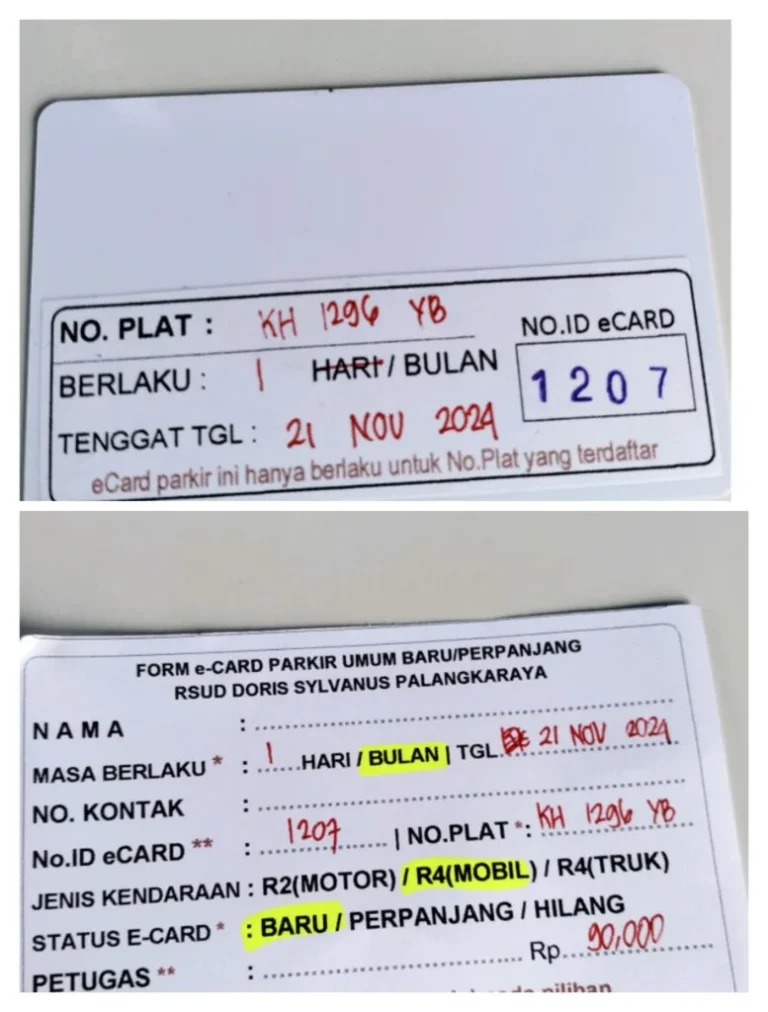 NO. PLAT : KH 1296 YB
NO.ID eCARD
BERLAKU : 1 HARI / BULAN
1207
TENGGAT TGL : 21 NOV 2024
eCard parkir ini hanya berlaku untuk No.Plat yang terdaftar
FORM e-CARD PARKIR UMUM BARU/PERPANJANG
RSUD DORIS SYLVANUS PALANGKARAYA
NAMA : 
MASA BERLAKU * : 1 HARI / BULAN | TGL. 21 NOV 2024
NO. KONTAK :
No.ID eCARD ** : 1207 | NO.PLAT *: KH 1296 YB
JENIS KENDARAAN : R2(MOTOR) / R4(MOBIL) / R4(TRUK)
STATUS E-CARD * : BARU / PERPANJANG / HILANG
PETUGAS ** : Rp. 90,000